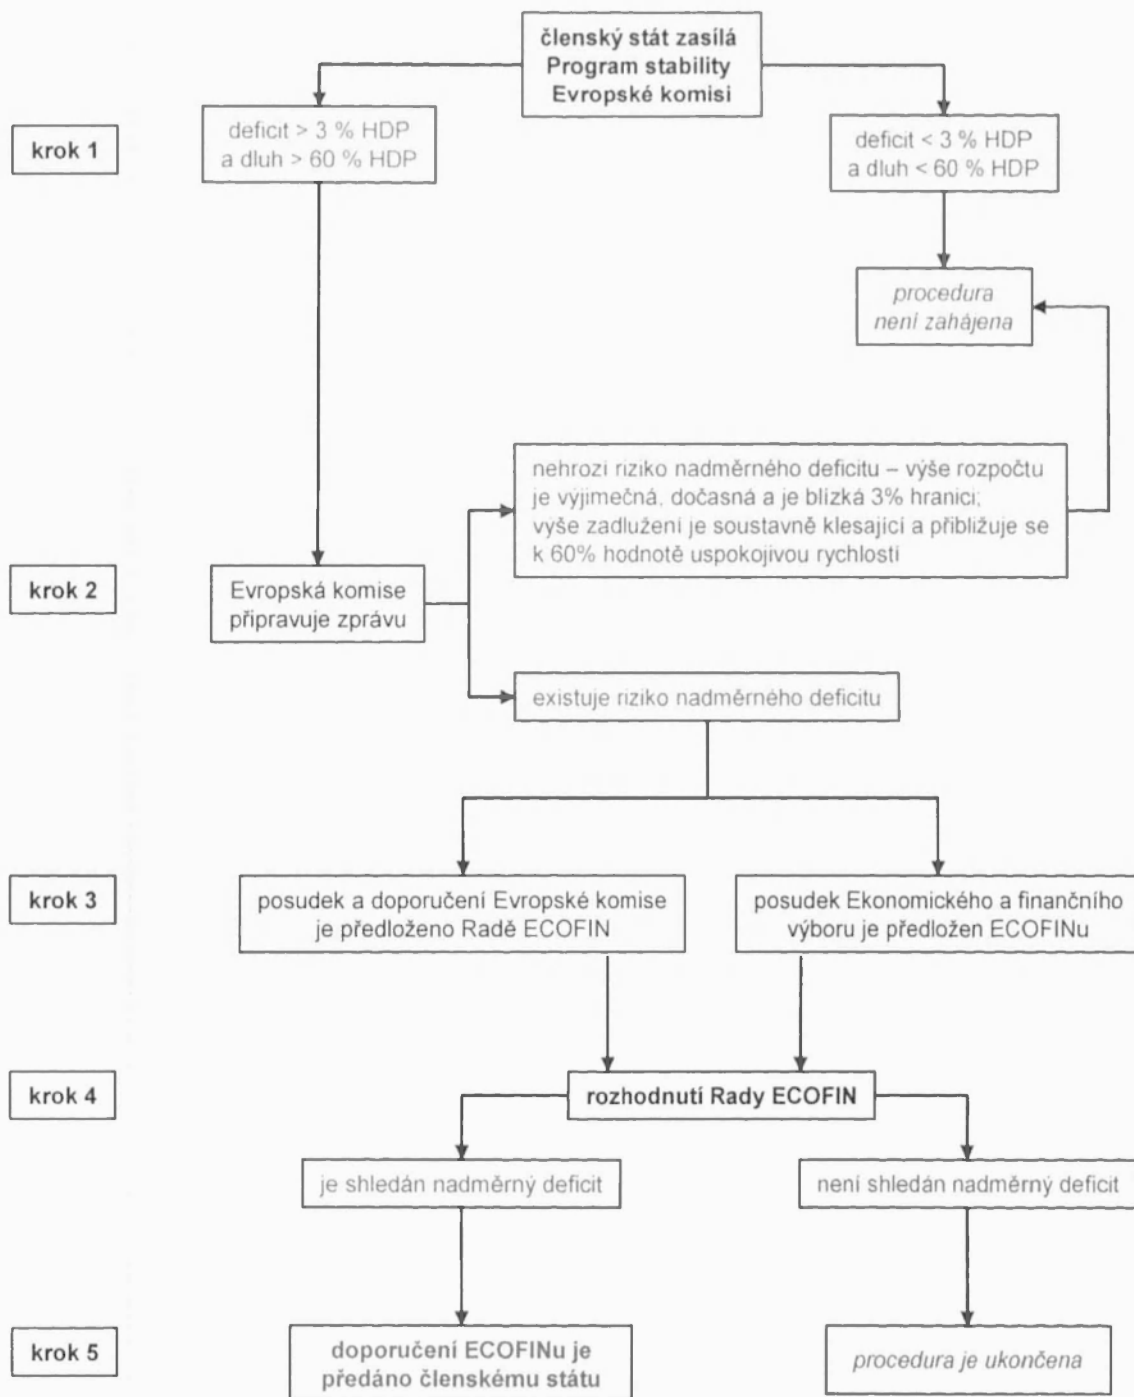 členský stát zasílá
Program stability
Evropské komisi
krok 1
deficit > 3 % HDP
a dluh > 60 % HDP
deficit < 3 % HDP
a dluh < 60 % HDP
procedura
není zahájena
nehrozí riziko nadměrného deficitu – výše rozpočtu
je výjimečná, dočasná a je blízká 3% hranici;
výše zadlužení je soustavně klesající a přibližuje se
k 60% hodnotě uspokojivou rychlostí
krok 2
Evropská komise
připravuje zprávu
existuje riziko nadměrného deficitu
krok 3
posudek a doporučení Evropské komise
je předloženo Radě ECOFIN
posudek Ekonomického a finančního
výboru je předložen ECOFINu
krok 4
rozhodnutí Rady ECOFIN
je shledán nadměrný deficit
není shledán nadměrný deficit
krok 5
doporučení ECOFINu je
předáno členskému státu
procedura je ukončena